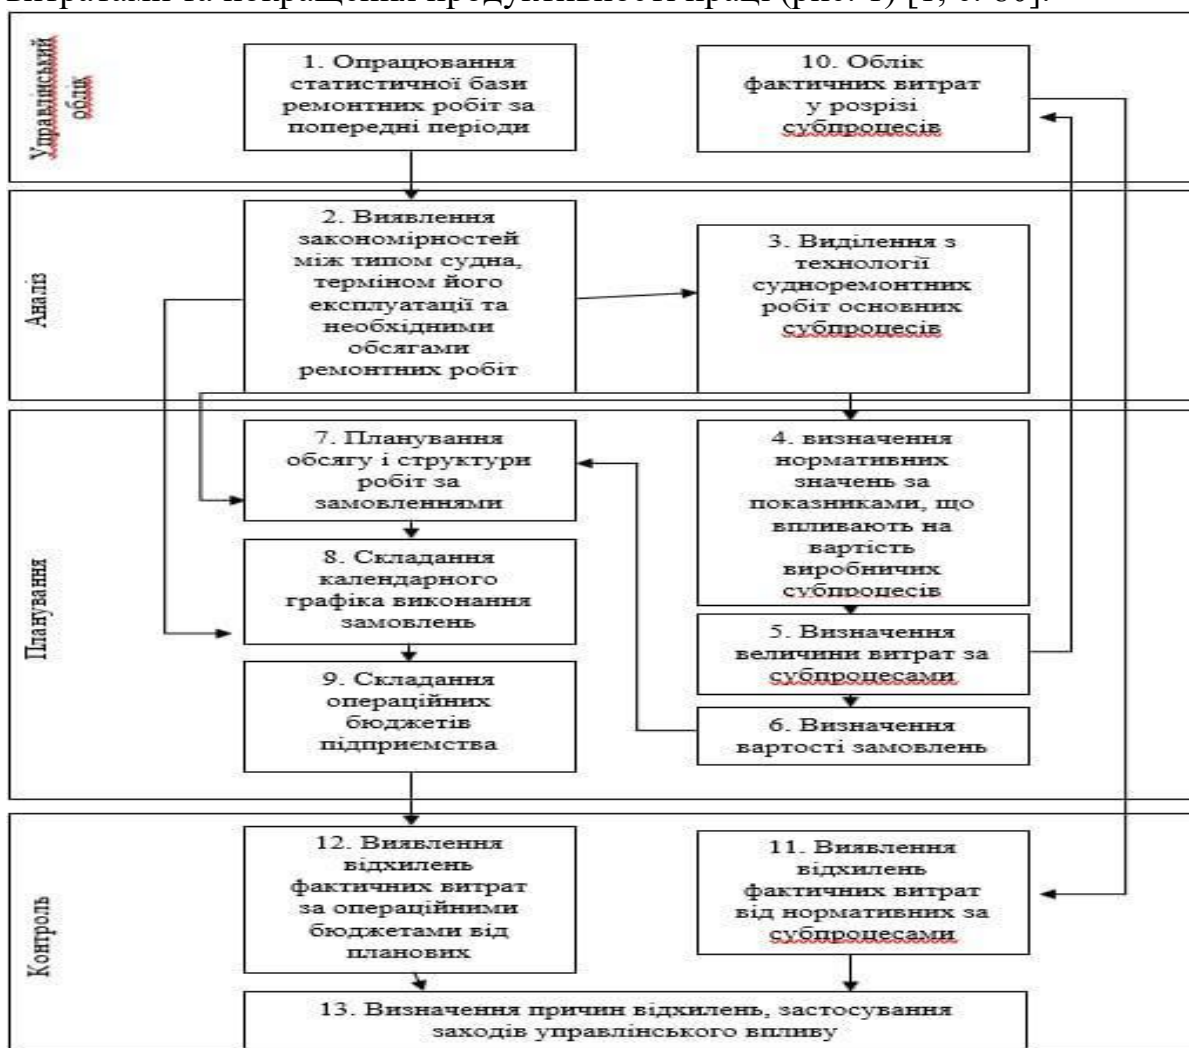 витратами та покращення продуктивності праці (рис. 1) [1, с. 80].
Управлінський
облік
1. Опрацювання
статистичної бази
ремонтних робіт за
попередні періоди
10. Облік
фактичних витрат
у розрізі
субпроцесів
Аналіз
2. Виявлення
закономірностей
між типом судна,
терміном його
експлуатації та
необхідними
обсягами
ремонтних робіт
3. Виділення з
технології
судноремонтних
робіт основних
субпроцесів
Планування
7. Планування
обсягу і структури
робіт за
замовленнями
4. визначення
нормативних
значень за
показниками, що
впливають на
вартість
виробничих
субпроцесів
8. Складання
календарного
графіка виконання
замовлень
5. Визначення
величини витрат за
субпроцесами
9. Складання
операційних
бюджетів
підприємства
6. Визначення
вартості замовлень
Контроль
12. Виявлення
відхилень
фактичних витрат
за операційними
бюджетами від
планових
11. Виявлення
відхилень
фактичних витрат
від нормативних за
субпроцесами
13. Визначення причин відхилень, застосування
заходів управлінського впливу